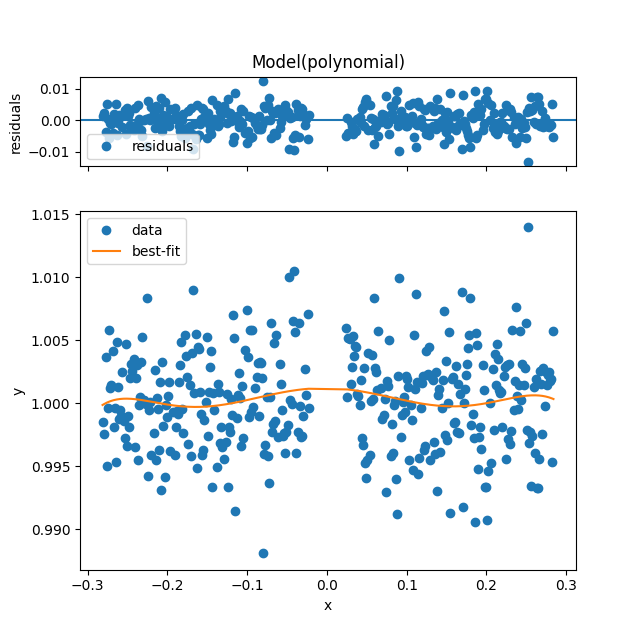 Model(polynomial)
0.01
0.00
−0.01
residuals
residuals
1.015
1.010
1.005
1.000
0.995
0.990
y
data
best-fit
−0.3 −0.2 −0.1 0.0 0.1 0.2 0.3
x